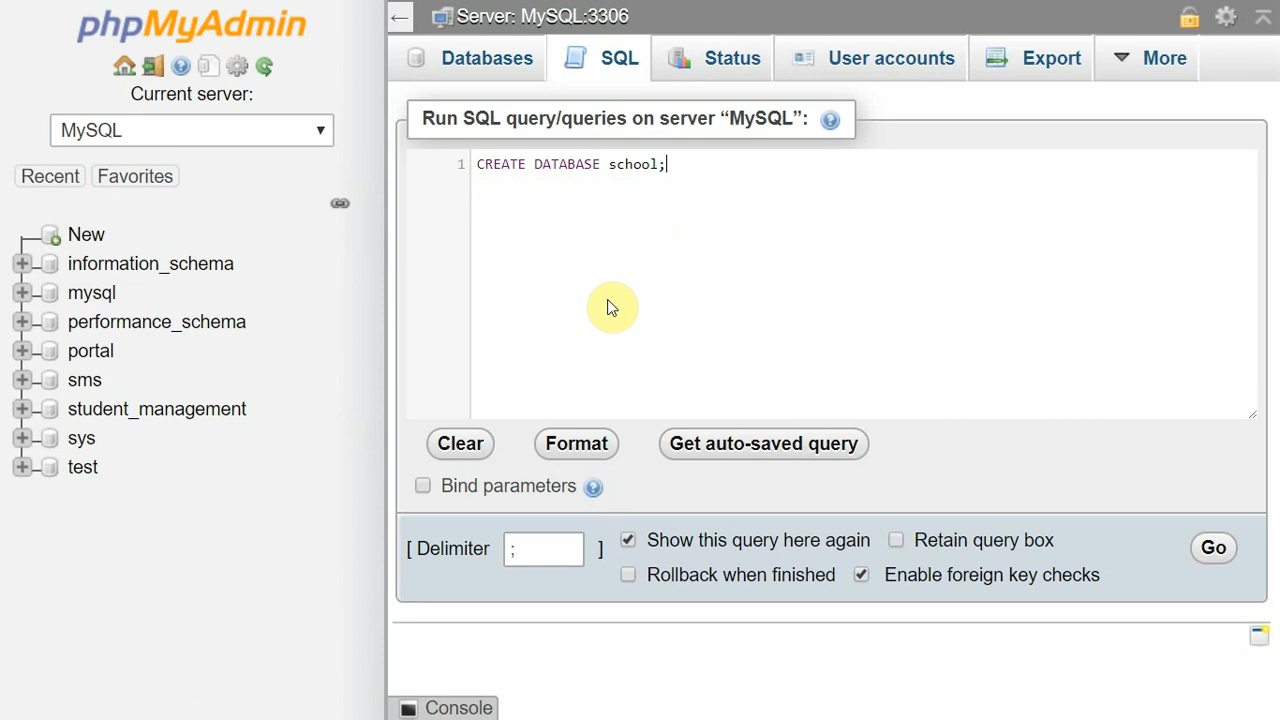 phpMyAdmin
Current server:
MySQL
Recent
Favorites
New
information_schema
mysql
performance_schema
portal
sms
student_management
sys
test
Server: MySQL:3306
Databases
SQL
Status
User accounts
Export
More
Run SQL query/queries on server “MySQL”:
1 CREATE DATABASE school;
Clear
Format
Get auto-saved query
Bind parameters
[ Delimiter ; ]
Show this query here again
Retain query box
Rollback when finished
Enable foreign key checks
Go
Console